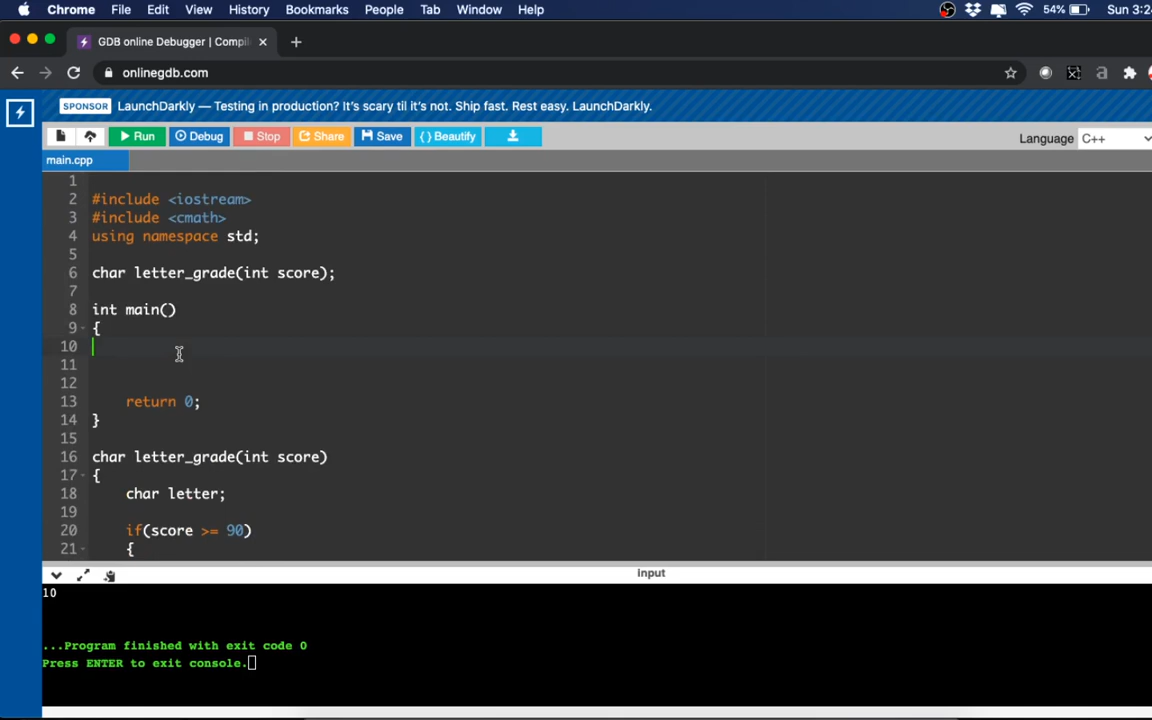 Chrome File Edit View History Bookmarks People Tab Window Help 54% Sun 3:2
GDB online Debugger | Compil
onlinegdb.com
SPONSOR LaunchDarkly — Testing in production? It's scary til it's not. Ship fast. Rest easy. LaunchDarkly.
Run Debug Stop Share Save { } Beautify Language C++
main.cpp
1
2 #include <iostream>
3 #include <cmath>
4 using namespace std;
5
6 char letter_grade(int score);
7
8 int main()
9 {
10
11
12
13 return 0;
14 }
15
16 char letter_grade(int score)
17 {
18 char letter;
19
20 if(score >= 90)
21 {
input
10
...Program finished with exit code 0
Press ENTER to exit console.